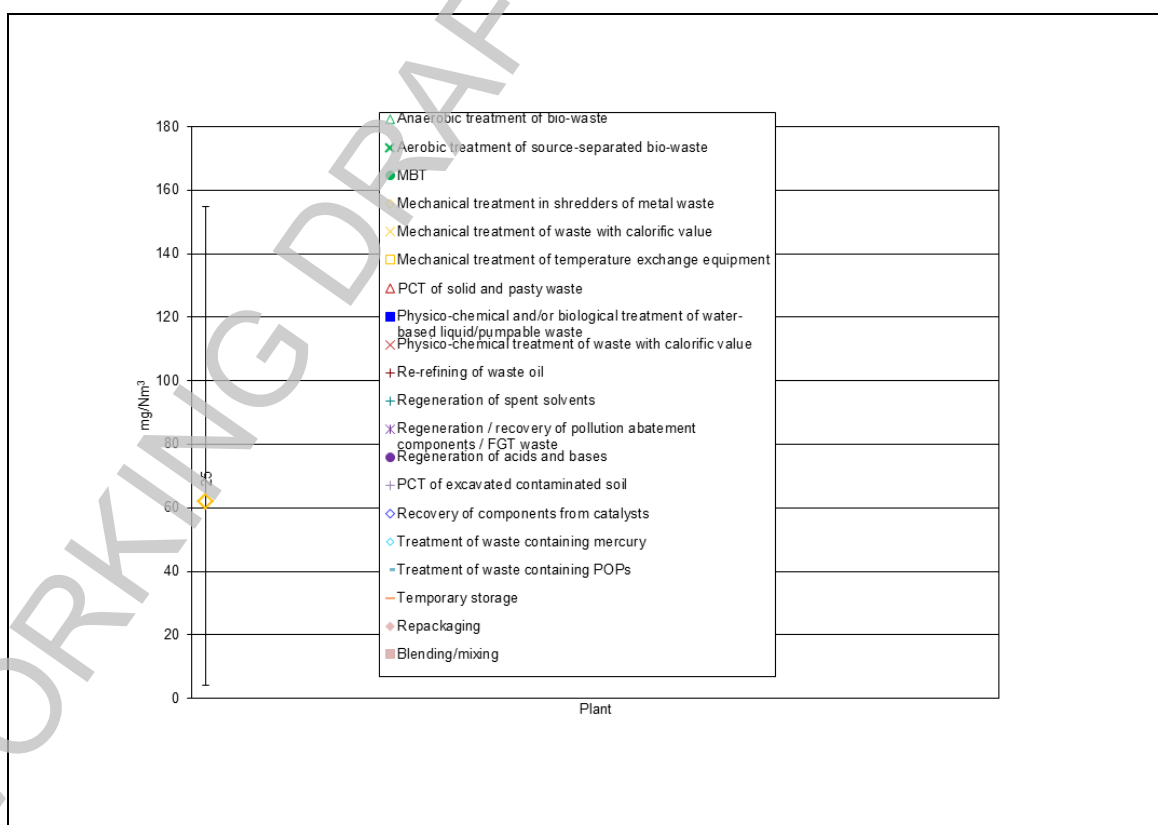 WORKING DRAF
180
160
140
120
100
80
60
40
20
0
mg/Nm³
25
Plant
Anaerobic treatment of bio-waste
Aerobic treatment of source-separated bio-waste
MBT
Mechanical treatment in shredders of metal waste
Mechanical treatment of waste with calorific value
Mechanical treatment of temperature exchange equipment
PCT of solid and pasty waste
Physico-chemical and/or biological treatment of water-
based liquid/pumpable waste
Physico-chemical treatment of waste with calorific value
Re-refining of waste oil
Regeneration of spent solvents
Regeneration / recovery of pollution abatement
components / FGT waste
Regeneration of acids and bases
PCT of excavated contaminated soil
Recovery of components from catalysts
Treatment of waste containing mercury
Treatment of waste containing POPs
Temporary storage
Repackaging
Blending/mixing